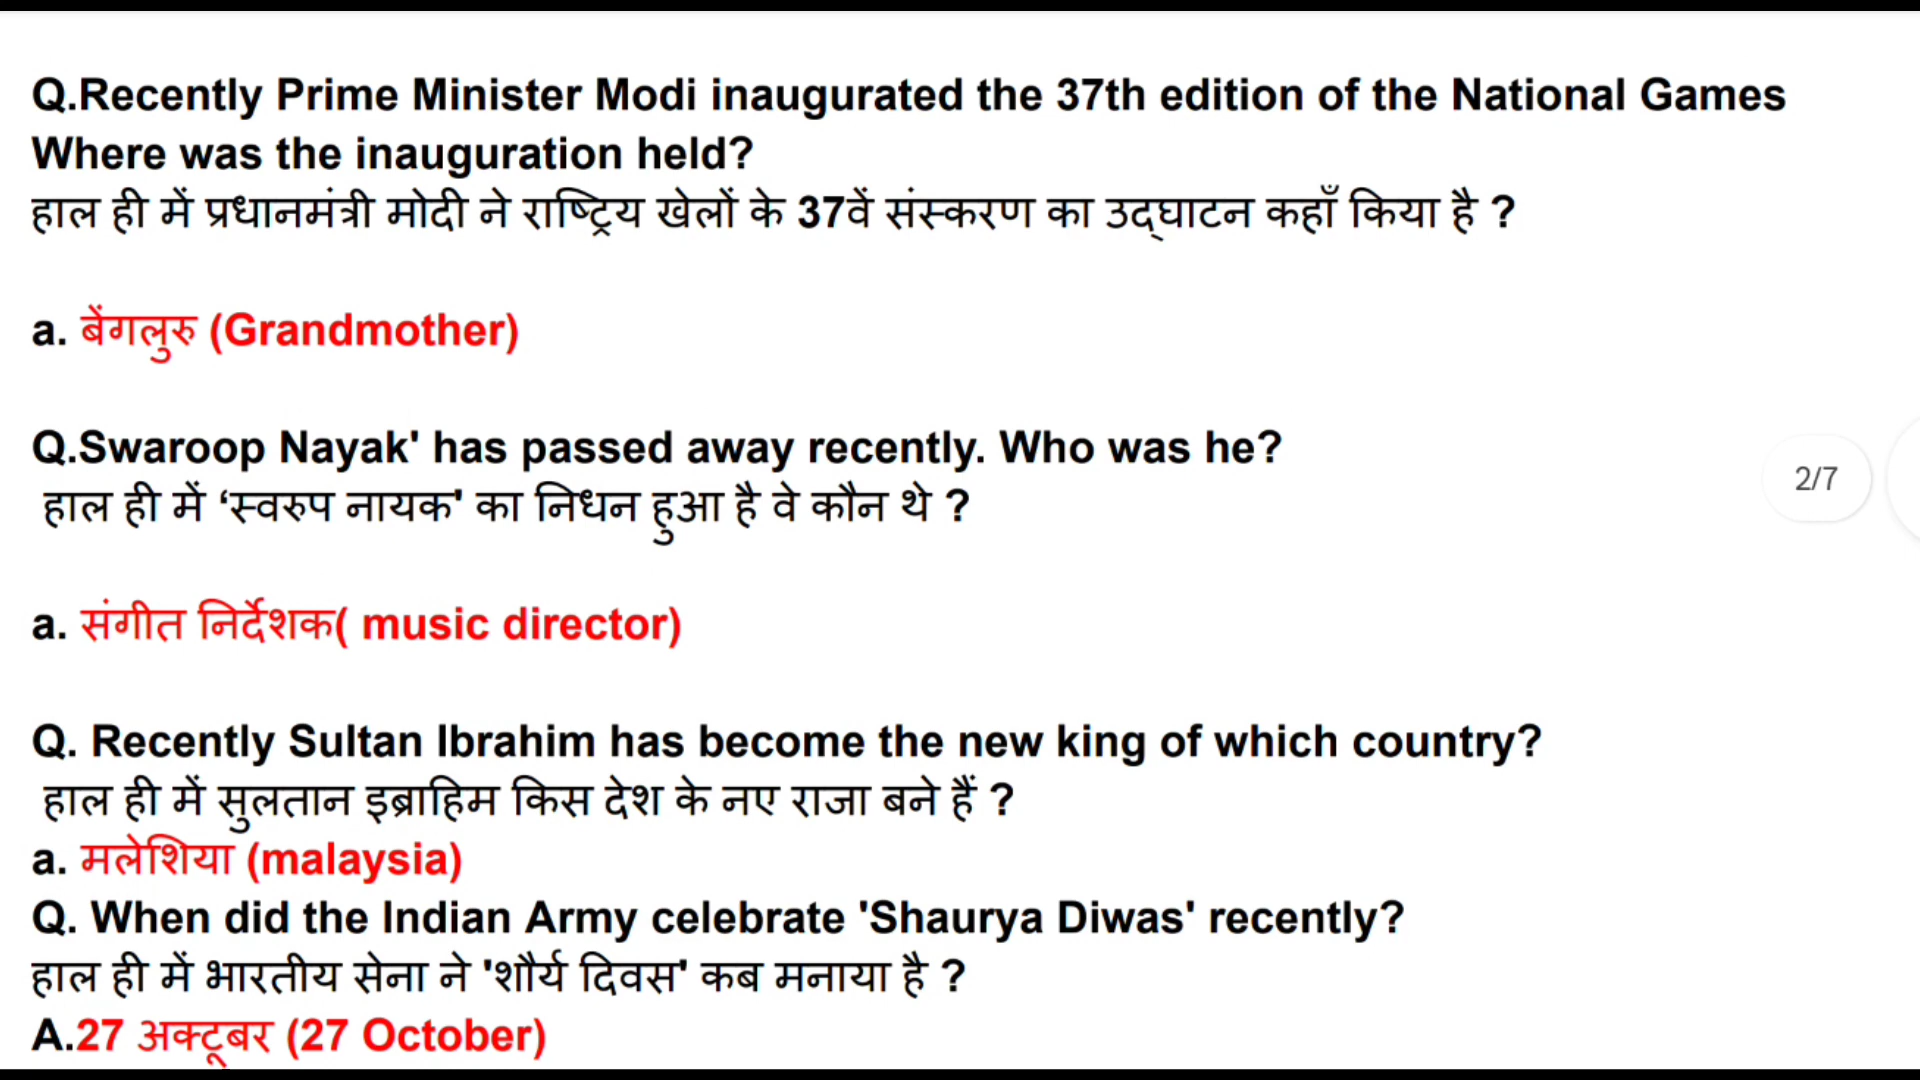 Q.Recently Prime Minister Modi inaugurated the 37th edition of the National Games
Where was the inauguration held?
हाल ही में प्रधानमंत्री मोदी ने राष्ट्रिय खेलों के 37वें संस्करण का उद्घाटन कहाँ किया है ?
a. बेंगलुरु (Grandmother)
Q.Swaroop Nayak' has passed away recently. Who was he?
हाल ही में ‘स्वरुप नायक' का निधन हुआ है वे कौन थे ?
2/7
a. संगीत निर्देशक( music director)
Q. Recently Sultan Ibrahim has become the new king of which country?
हाल ही में सुलतान इब्राहिम किस देश के नए राजा बने हैं ?
a. मलेशिया (malaysia)
Q. When did the Indian Army celebrate 'Shaurya Diwas' recently?
हाल ही में भारतीय सेना ने 'शौर्य दिवस' कब मनाया है ?
A.27 अक्टूबर (27 October)